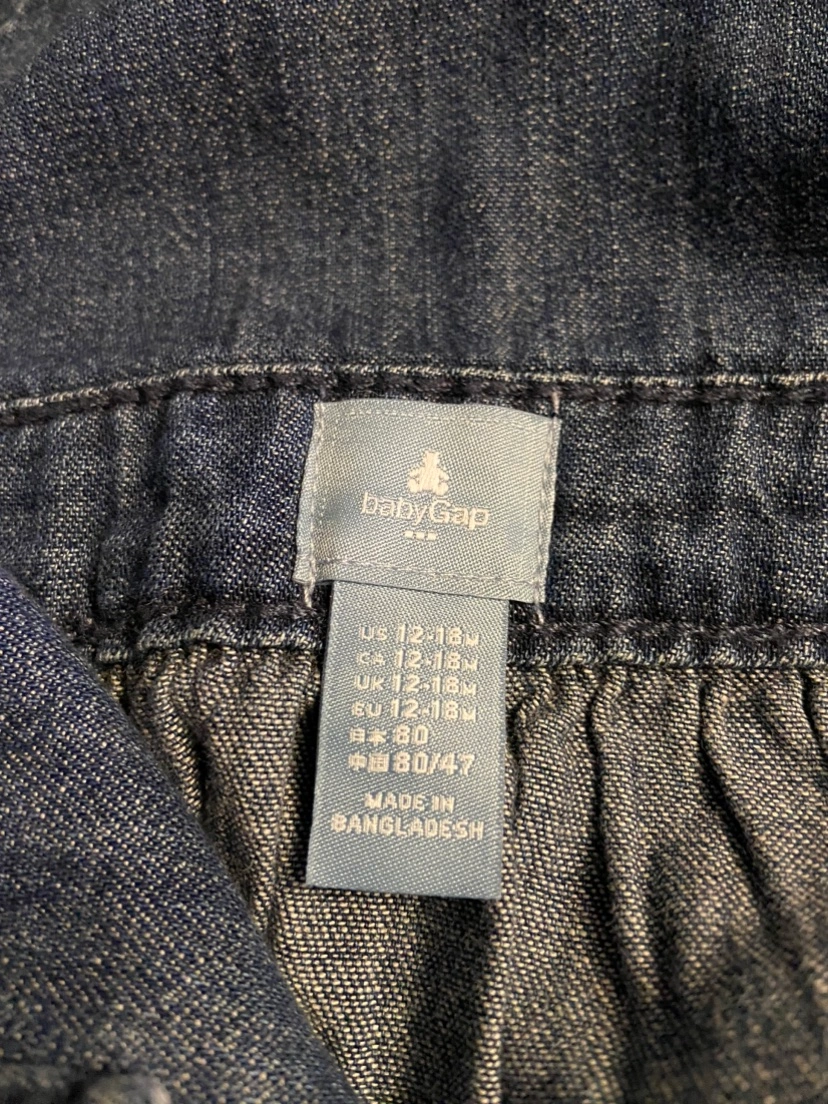 babyGap
US 12-18M
CA 12-18M
UK 12-18M
EU 12-18M
日本 80
中国 80/47
MADE IN
BANGLADESH